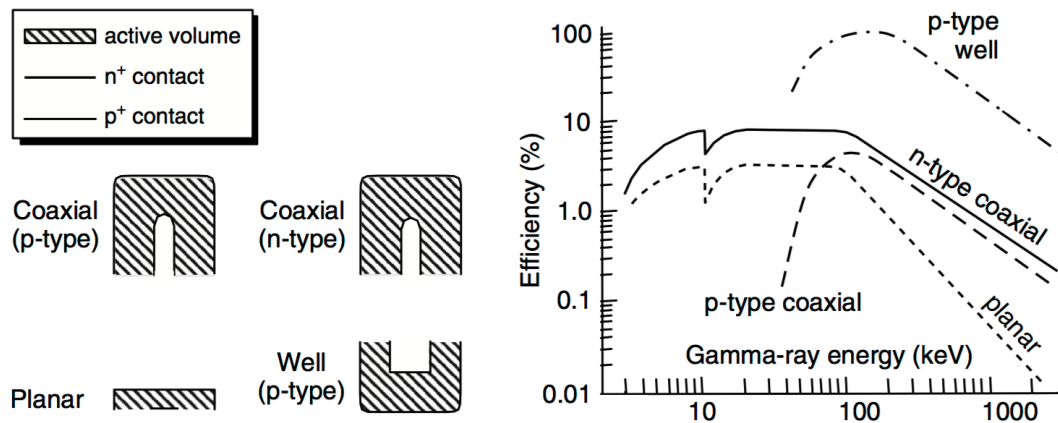 active volume
n⁺ contact
p⁺ contact
Coaxial
(p-type)
Coaxial
(n-type)
Planar
Well
(p-type)
Efficiency (%)
100
10
1.0
0.1
0.01
p-type
well
n-type coaxial
p-type coaxial
planar
Gamma-ray energy (keV)
10
100
1000